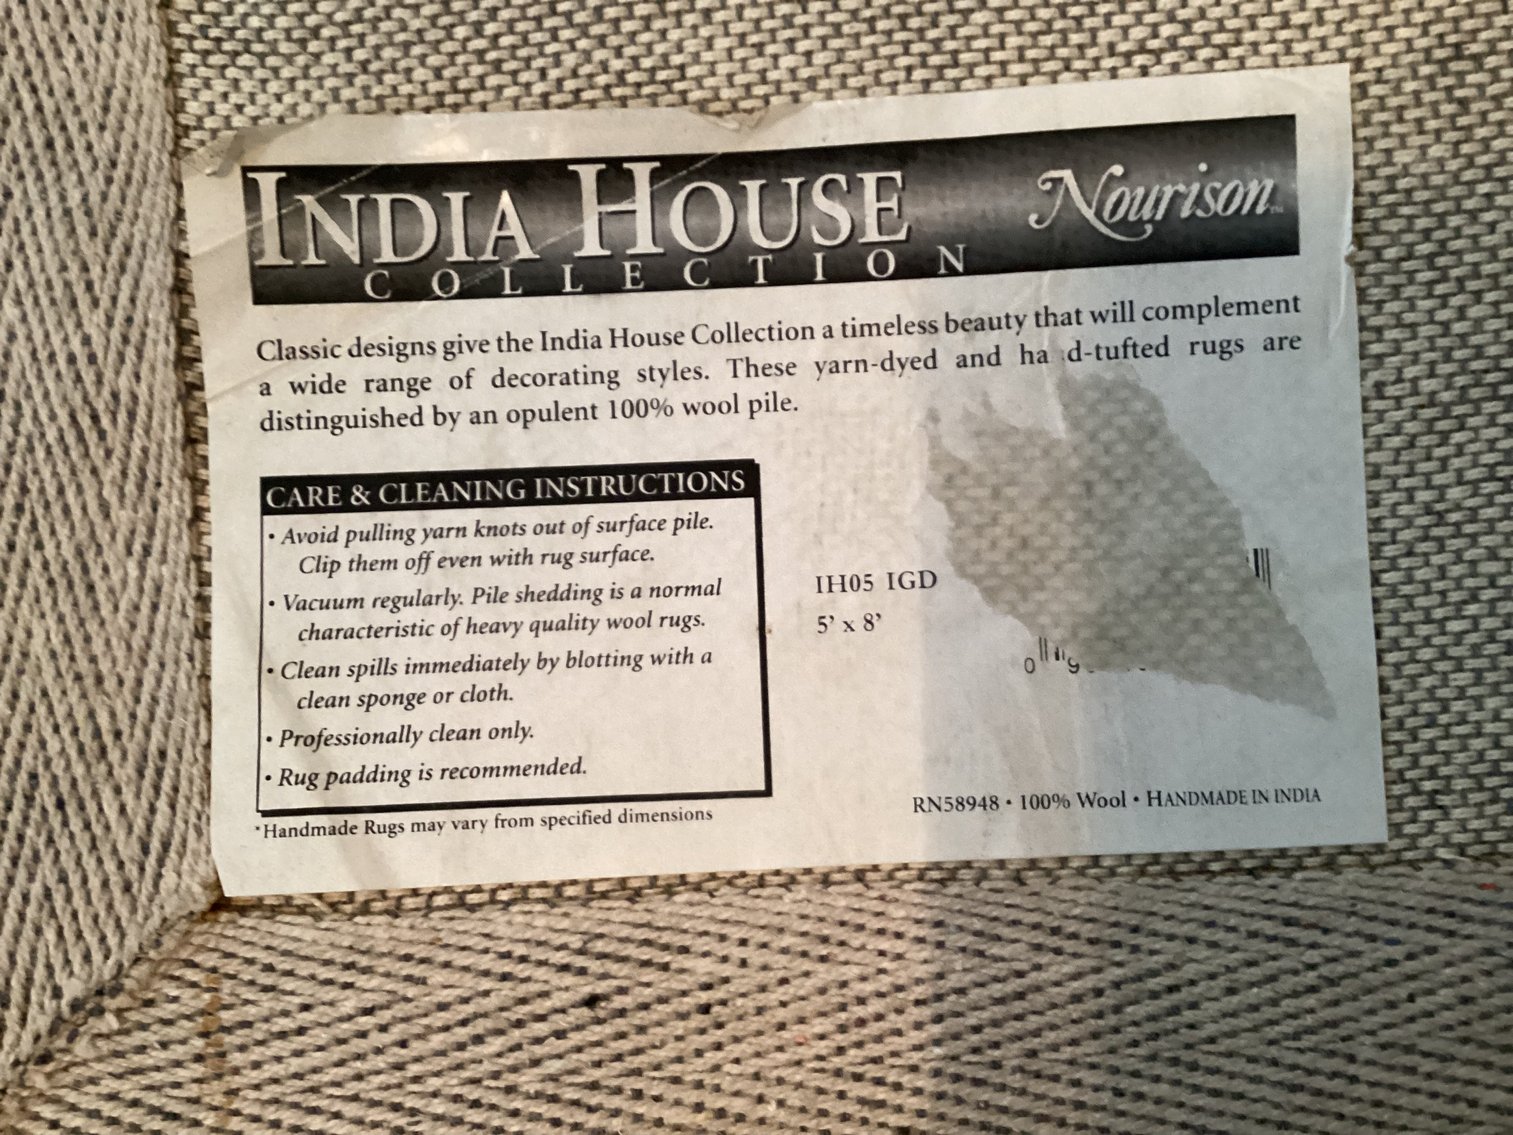 INDIA HOUSE
COLLECTION
Nourison™
Classic designs give the India House Collection a timeless beauty that will complement
a wide range of decorating styles. These yarn-dyed and ha d-tufted rugs are
distinguished by an opulent 100% wool pile.
CARE & CLEANING INSTRUCTIONS
• Avoid pulling yarn knots out of surface pile.
Clip them off even with rug surface.
• Vacuum regularly. Pile shedding is a normal
characteristic of heavy quality wool rugs.
• Clean spills immediately by blotting with a
clean sponge or cloth.
• Professionally clean only.
• Rug padding is recommended.
*Handmade Rugs may vary from specified dimensions
IH05 IGD
5' x 8'
0
RN58948 • 100% Wool • HANDMADE IN INDIA